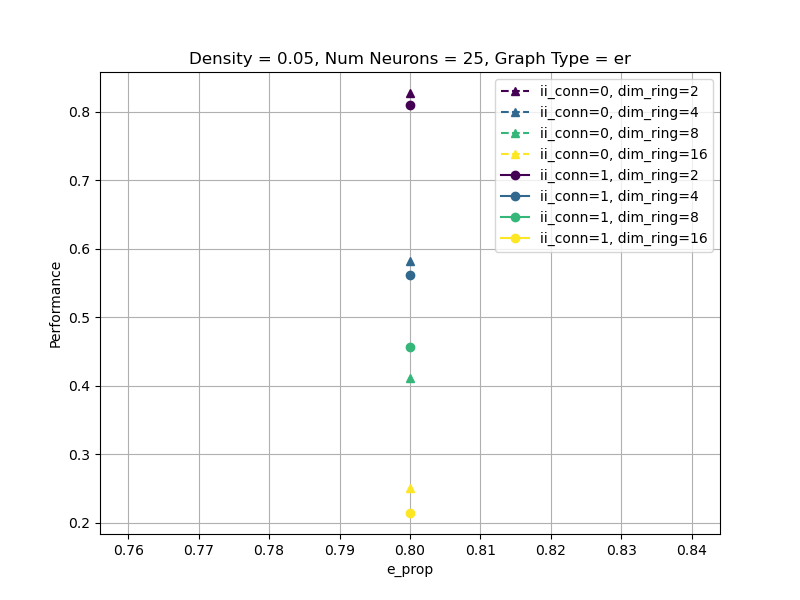 Density = 0.05, Num Neurons = 25, Graph Type = er
ii_conn=0, dim_ring=2
ii_conn=0, dim_ring=4
ii_conn=0, dim_ring=8
ii_conn=0, dim_ring=16
ii_conn=1, dim_ring=2
ii_conn=1, dim_ring=4
ii_conn=1, dim_ring=8
ii_conn=1, dim_ring=16
Performance
0.8
0.7
0.6
0.5
0.4
0.3
0.2
0.76 0.77 0.78 0.79 0.80 0.81 0.82 0.83 0.84
e_prop